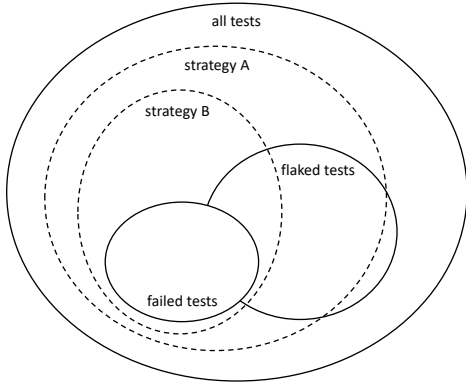 all tests
strategy A
strategy B
flaked tests
failed tests